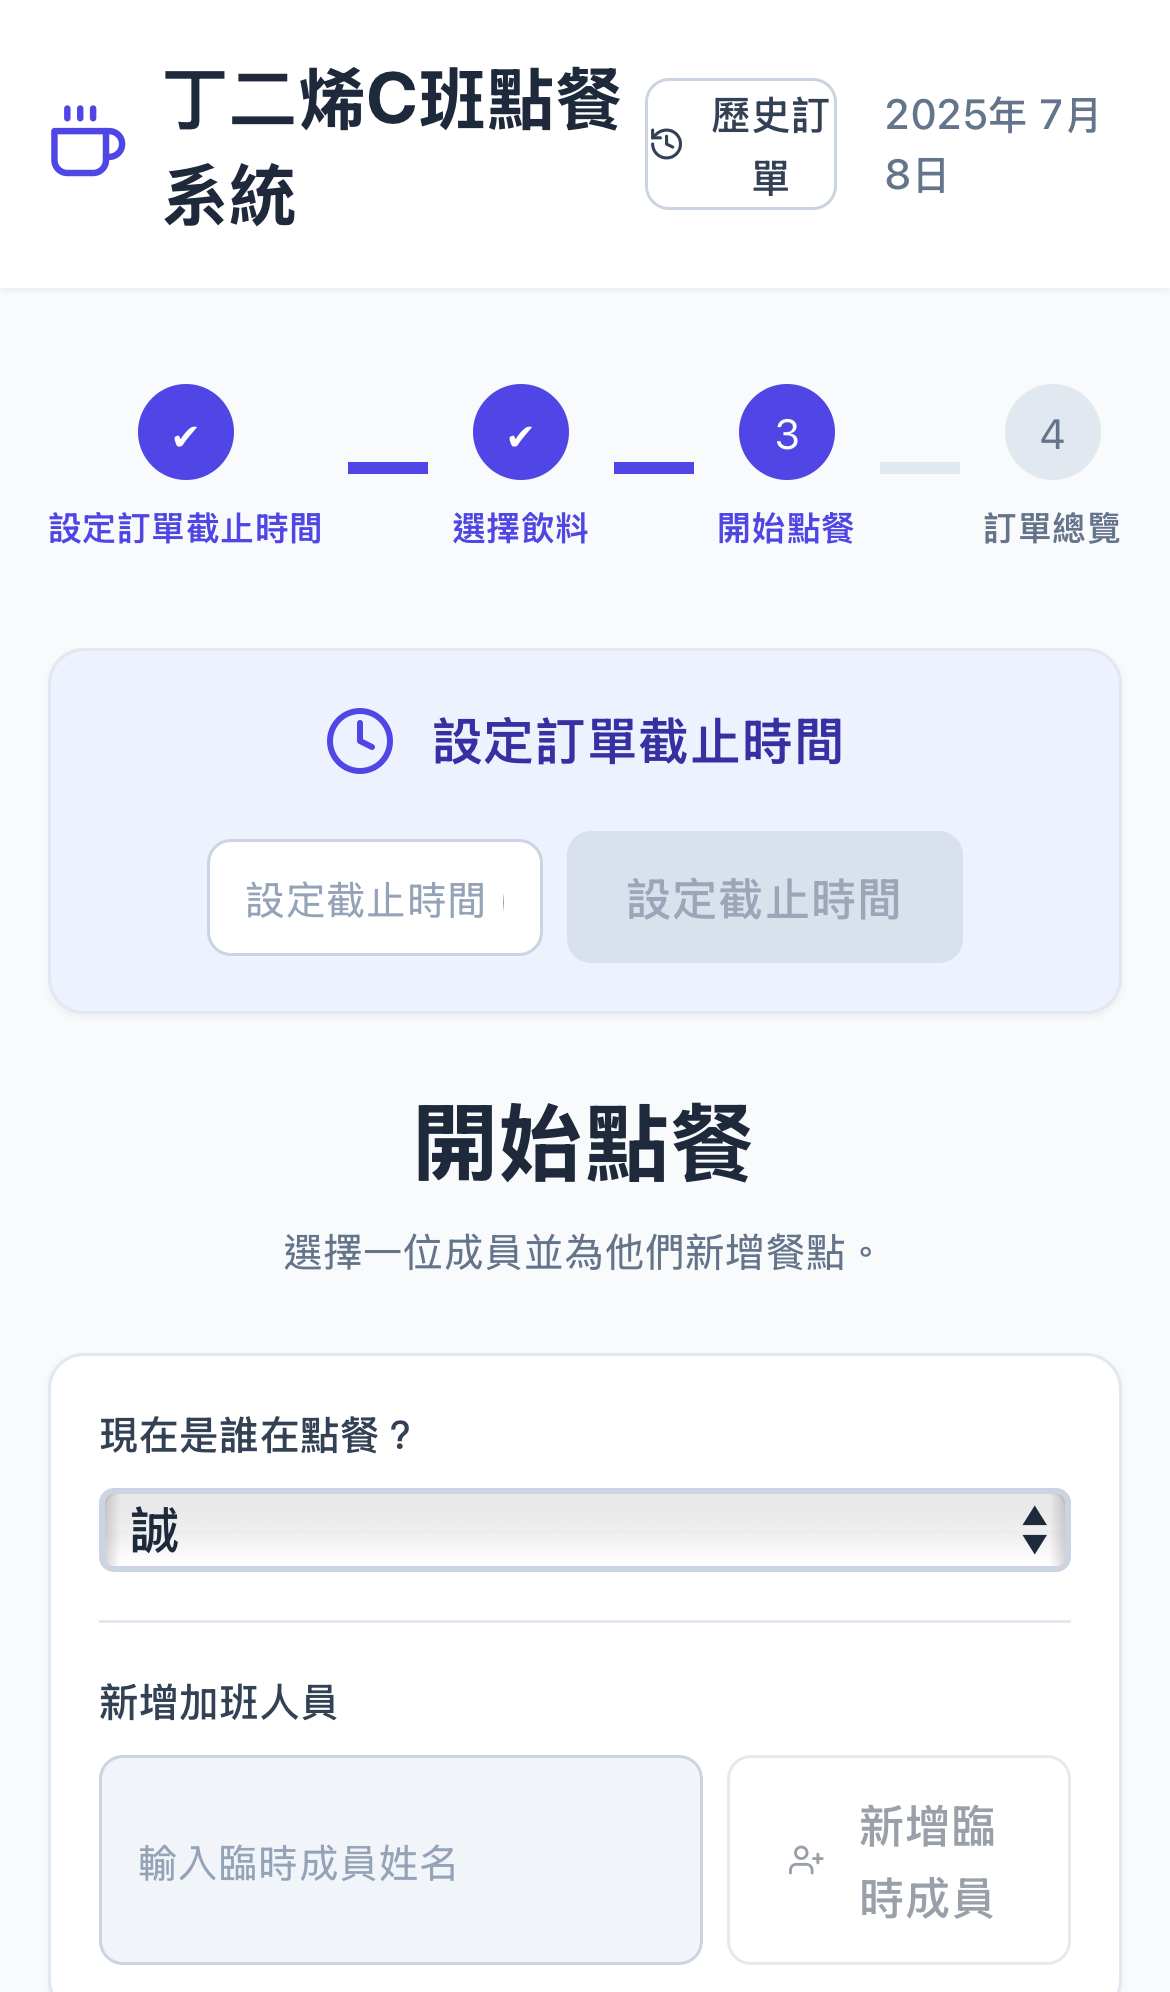 丁二烯C班點餐
系統
歷史訂
單
2025年 7月
8日
✔
✔
3
4
設定訂單截止時間
選擇飲料
開始點餐
訂單總覽
設定訂單截止時間
設定截止時間
設定截止時間
開始點餐
選擇一位成員並為他們新增餐點。
現在是誰在點餐？
誠
新增加班人員
輸入臨時成員姓名
新增臨
時成員